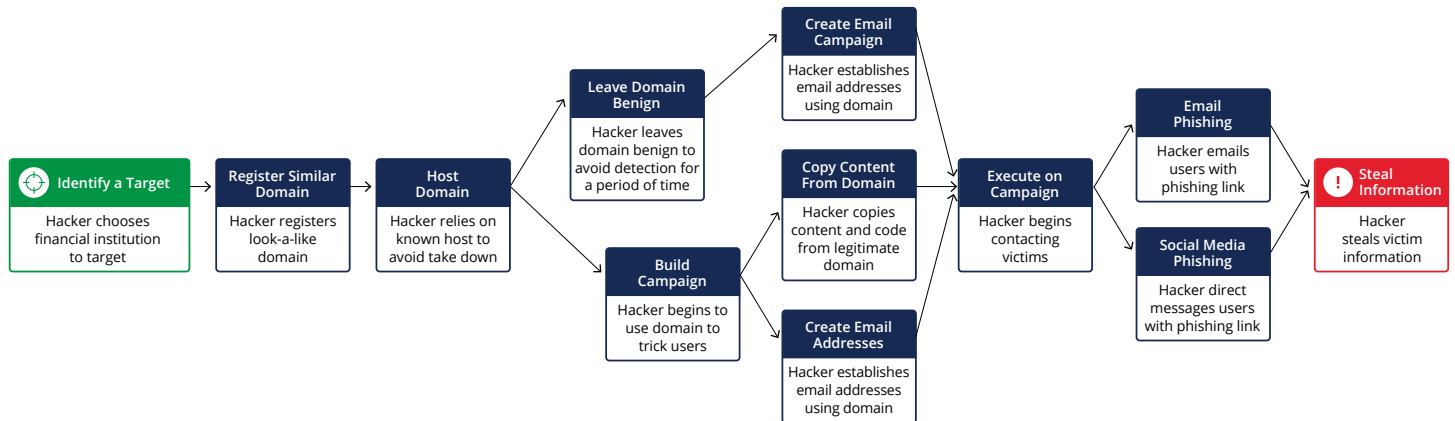 Identify a Target
Hacker chooses
financial institution
to target
Register Similar
Domain
Hacker registers
look-a-like
domain
Host
Domain
Hacker relies on
known host to
avoid take down
Leave Domain
Benign
Hacker leaves
domain benign to
avoid detection for
a period of time
Build
Campaign
Hacker begins to
use domain to
trick users
Create Email
Campaign
Hacker establishes
email addresses
using domain
Copy Content
From Domain
Hacker copies
content and code
from legitimate
domain
Create Email
Addresses
Hacker establishes
email addresses
using domain
Execute on
Campaign
Hacker begins
contacting
victims
Email
Phishing
Hacker emails
users with
phishing link
Social Media
Phishing
Hacker direct
messages users
with phishing link
!
Steal
Information
Hacker
steals victim
information